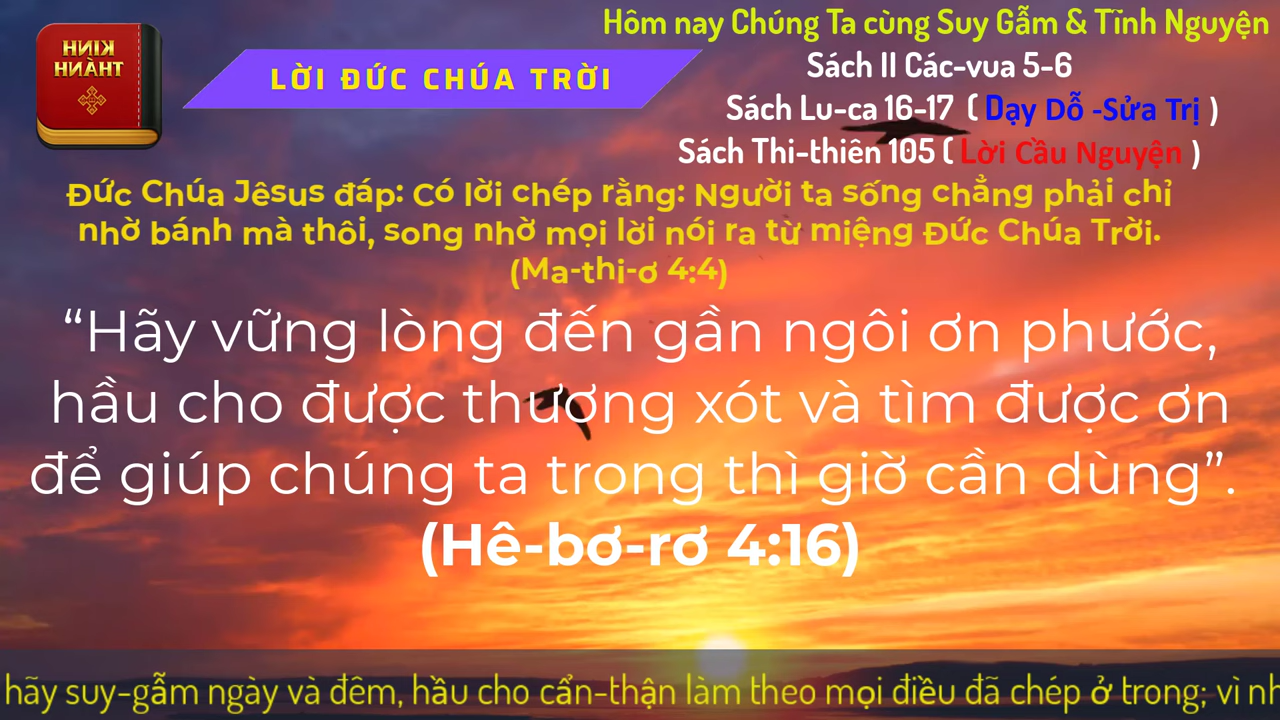 KINH
THÁNH
LỜI ĐỨC CHÚA TRỜI
Hôm nay Chúng Ta cùng Suy Gẫm & Tĩnh Nguyện
Sách II Các-vua 5-6
Sách Lu-ca 16-17 ( Dạy Dỗ -Sửa Trị )
Sách Thi-thiên 105 ( Lời Cầu Nguyện )
Đức Chúa Jêsus đáp: Có lời chép rằng: Người ta sống chẳng phải chỉ
nhờ bánh mà thôi, song nhờ mọi lời nói ra từ miệng Đức Chúa Trời.
(Ma-thi-ơ 4:4)
“Hãy vững lòng đến gần ngôi ơn phước,
hầu cho được thương xót và tìm được ơn
để giúp chúng ta trong thì giờ cần dùng”.
(Hê-bơ-rơ 4:16)
hãy suy-gẫm ngày và đêm, hầu cho cẩn-thận làm theo mọi điều đã chép ở trong; vì nh